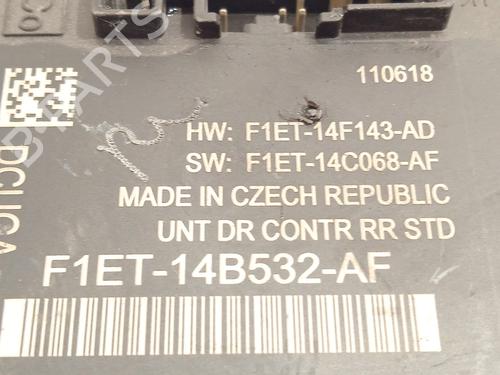 110618
HW: F1ET-14F143-AD
SW: F1ET-14C068-AF
MADE IN CZECH REPUBLIC
UNT DR CONTR RR STD
F1ET-14B532-AF